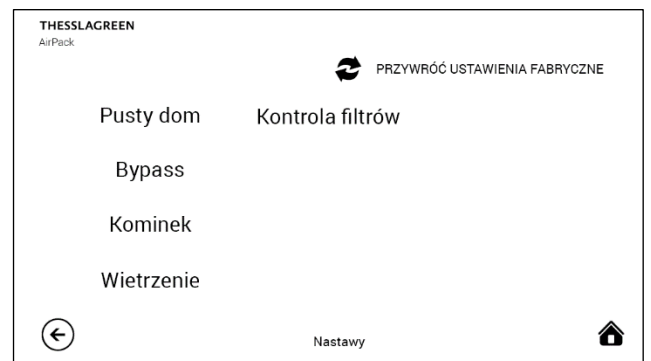 THESSLAGREEN
AirPack
PRZYWRÓĆ USTAWIENIA FABRYCZNE
Pusty dom Kontrola filtrów
Bypass
Kominek
Wietrzenie
Nastawy